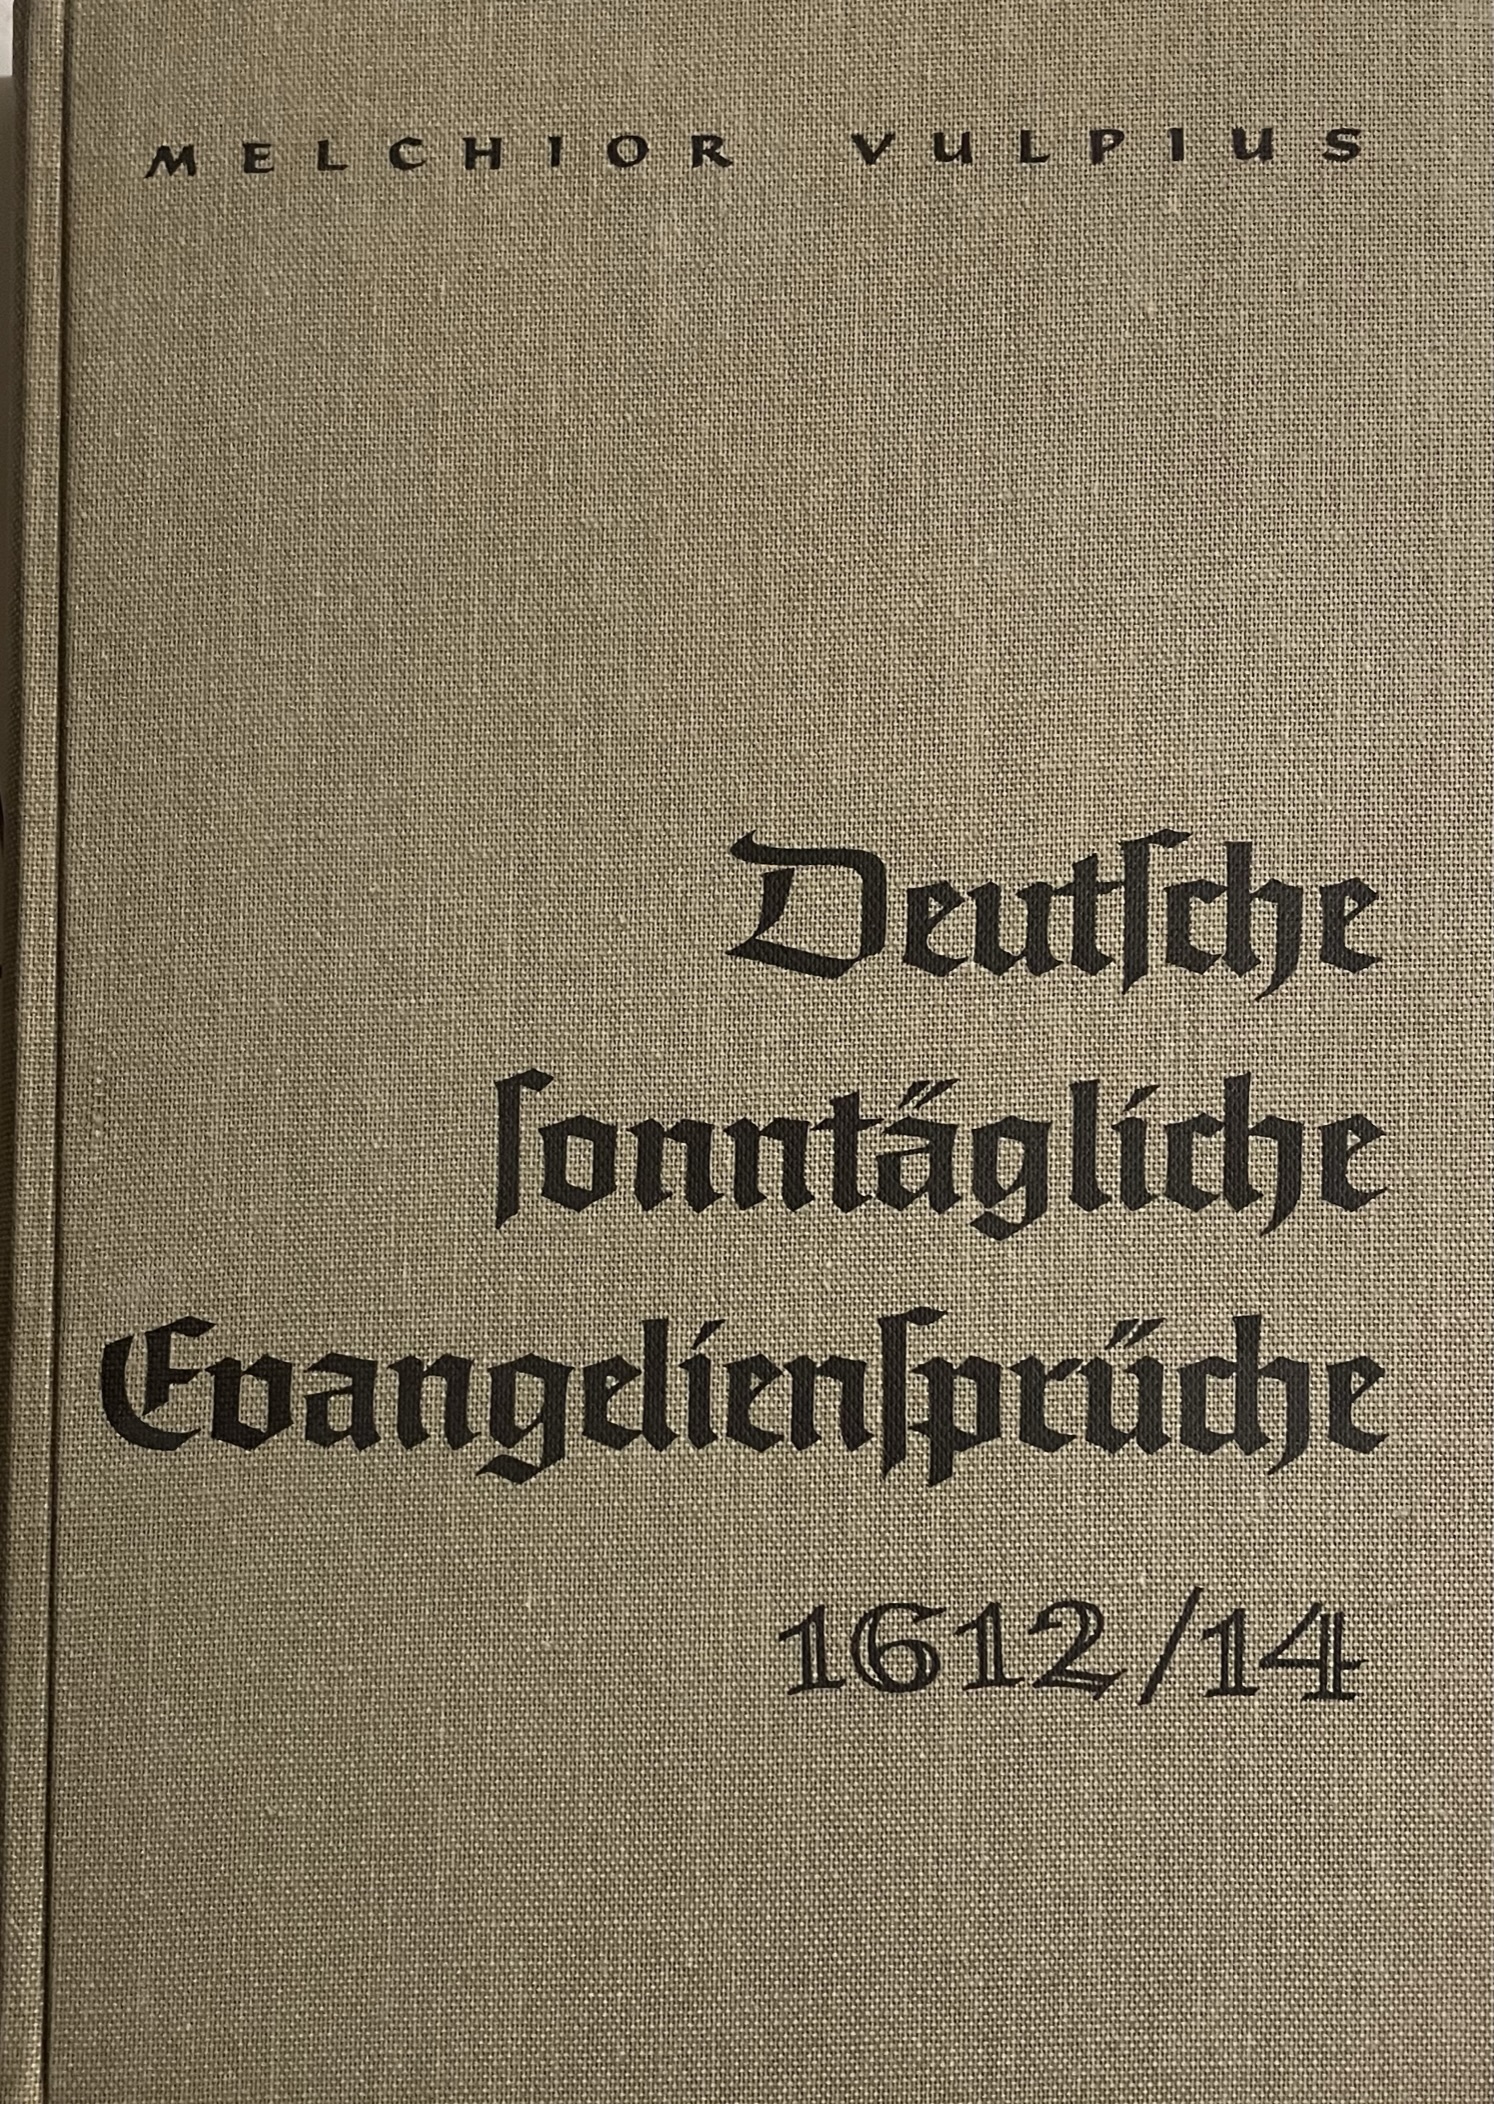 MELCHIOR VULPIUS
Deutſche
ſonntägliche
Evangelienſprüche
1612/14